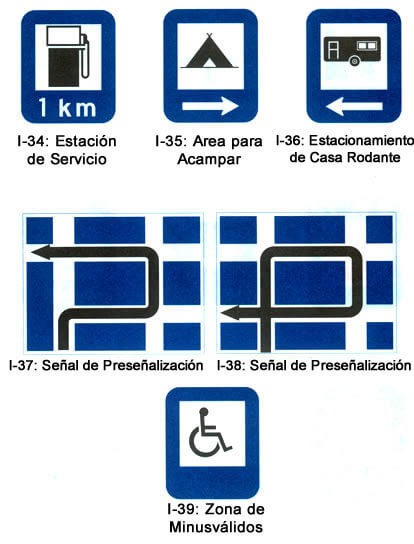 1 km
I-34: Estación
de Servicio
I-35: Area para
Acampar
I-36: Estacionamiento
de Casa Rodante
I-37: Señal de Preseñalización
I-38: Señal de Preseñalización
I-39: Zona de
Minusválidos